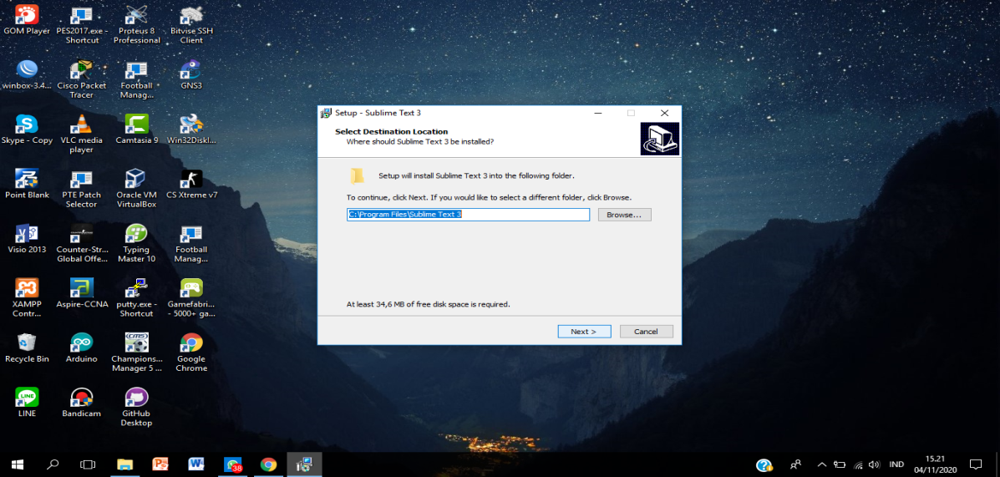 GOM Player
PES2017.exe - Shortcut
Proteus 8 Professional
Bitvise SSH Client
winbox-3.4...
Cisco Packet Tracer
Football Manag...
GNS3
Skype - Copy
VLC media player
Camtasia 9
Win32Diskl...
Point Blank
PTE Patch Selector
Oracle VM VirtualBox
CS Xtreme v7
Visio 2013
Counter-Str... Global Offe...
Typing Master 10
Football Manag...
XAMPP Contr...
Aspire-CCNA
putty.exe - Shortcut
Gamefabri... - 5000+ ga...
Recycle Bin
Arduino
Champions... Manager 5 ...
Google Chrome
LINE
Bandicam
GitHub Desktop
Setup - Sublime Text 3
Select Destination Location
Where should Sublime Text 3 be installed?
Setup will install Sublime Text 3 into the following folder.
To continue, click Next. If you would like to select a different folder, click Browse.
C:\Program Files\Sublime Text 3
Browse...
At least 34,6 MB of free disk space is required.
Next >
Cancel
38
IND
15.21
04/11/2020